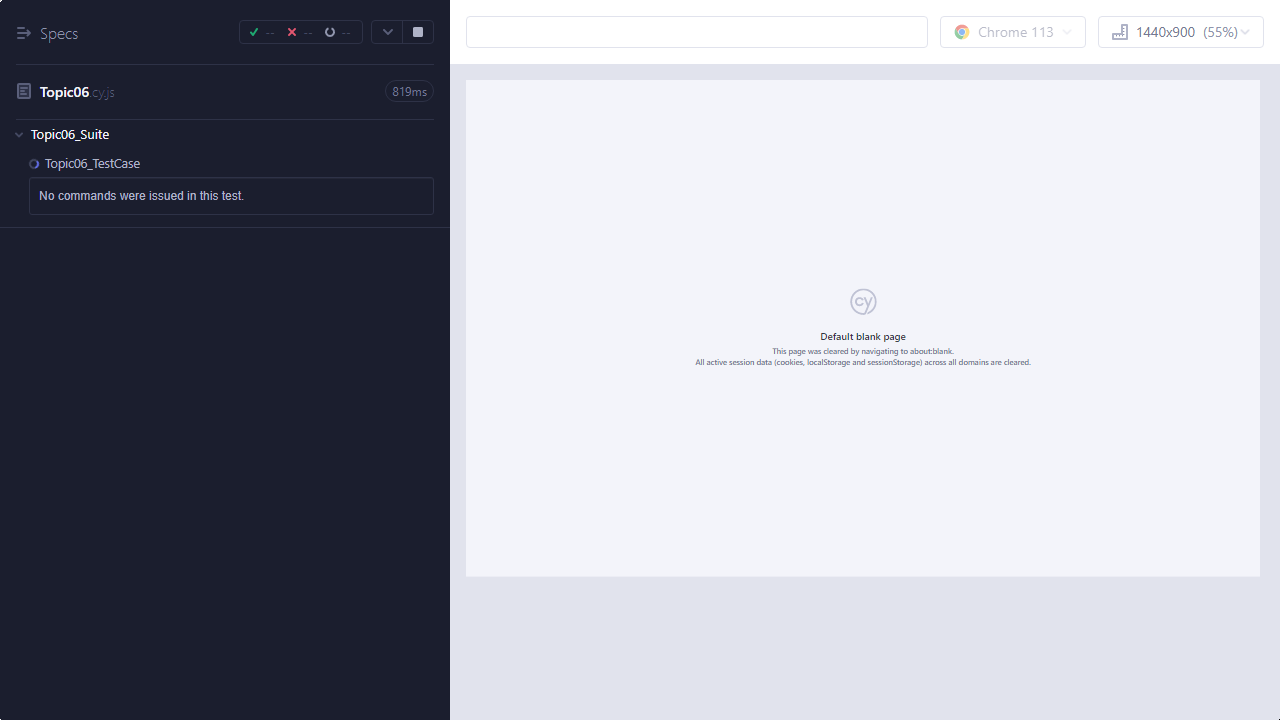 Specs
--
--
--
Topic06.cy.js
819ms
Topic06_Suite
Topic06_TestCase
No commands were issued in this test.
Chrome 113
1440x900 (55%)
cy
Default blank page
This page was cleared by navigating to about:blank.
All active session data (cookies, localStorage and sessionStorage) across all domains are cleared.